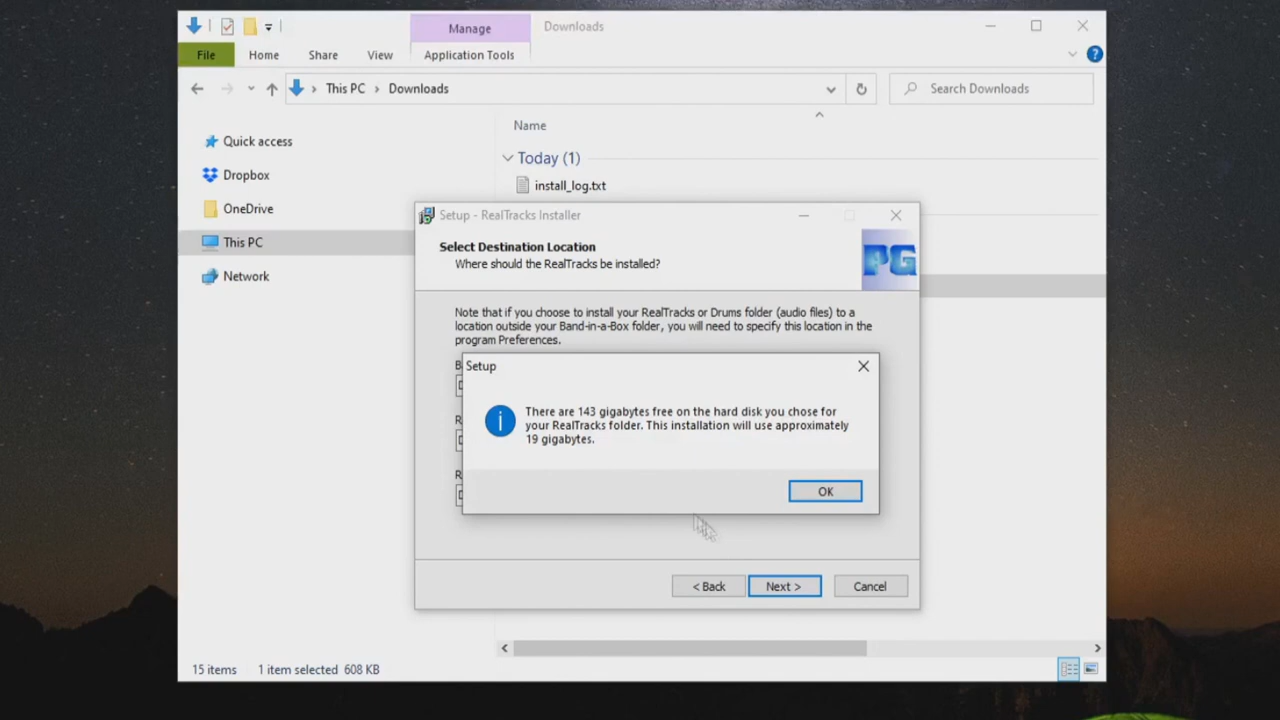 Manage
Downloads
File
Home
Share
View
Application Tools
This PC
Downloads
Search Downloads
Quick access
Dropbox
OneDrive
This PC
Network
Name
Today (1)
install_log.txt
Setup - RealTracks Installer
Select Destination Location
Where should the RealTracks be installed?
PG
Note that if you choose to install your RealTracks or Drums folder (audio files) to a
location outside your Band-in-a-Box folder, you will need to specify this location in the
program Preferences.
Setup
There are 143 gigabytes free on the hard disk you chose for
your RealTracks folder. This installation will use approximately
19 gigabytes.
OK
< Back
Next >
Cancel
15 items
1 item selected 608 KB